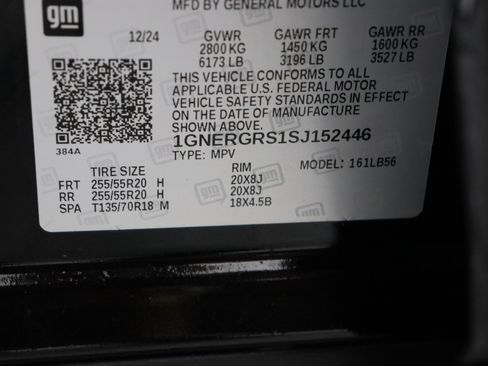 gm
MFD BY GENERAL MOTORS LLC
12/24 GVWR GAWR FRT GAWR RR
2800 KG 1450 KG 1600 KG
6173 LB 3196 LB 3527 LB
THIS VEHICLE CONFORMS TO ALL
APPLICABLE U.S. FEDERAL MOTOR
VEHICLE SAFETY STANDARDS IN EFFECT
ON THE DATE OF MANUFACTURE
SHOWN ABOVE.
384A
1GNERGRS1SJ152446
TYPE: MPV MODEL: 161LB56
TIRE SIZE RIM
FRT 255/55R20 H 20X8J
RR 255/55R20 H 20X8J
SPA T135/70R18 M 18X4.5B